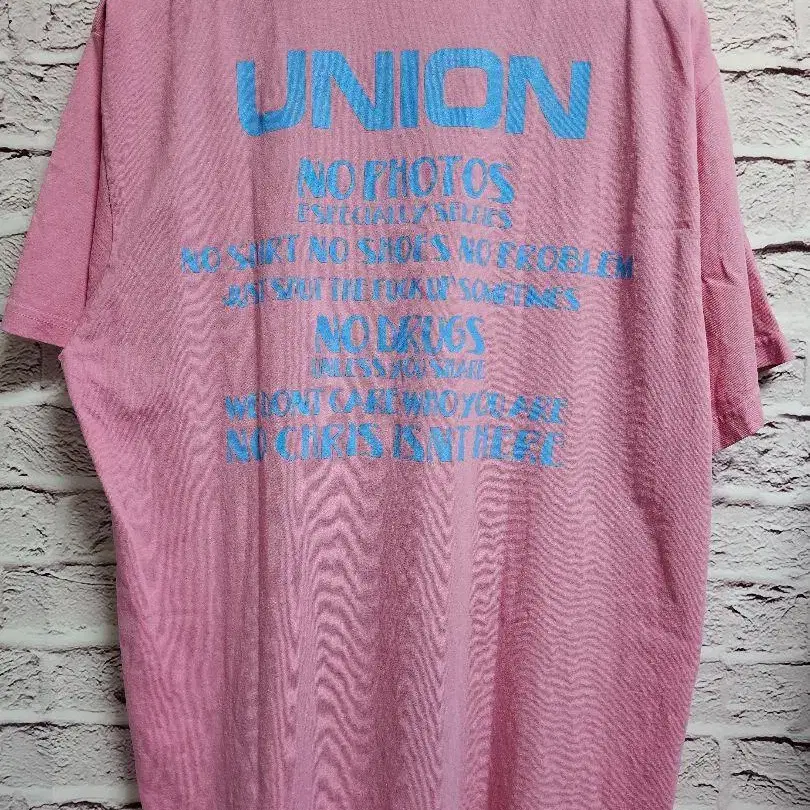 UNION
NO PHOTOS
ESPECIALLY SELFIES
NO SHIRT NO SHOES NO PROBLEM
JUST SHUT THE FUCK UP SOMETIMES
NO DRUGS
UNLESS YOU SHARE
WE DONT CARE WHO YOU ARE
NO CHRIS ISNT HERE